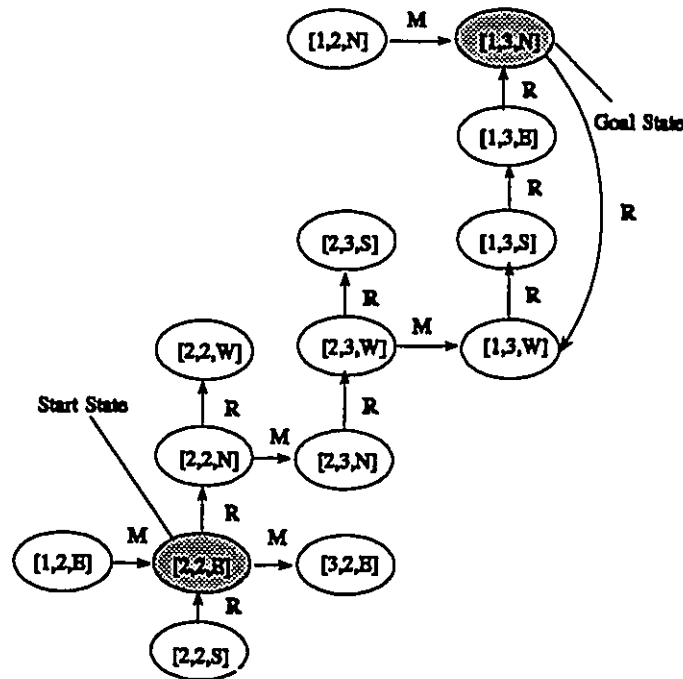 M
[1,2,N]
[1,3,N]
R
Goal State
[1,3,E]
R
R
[2,3,S]
[1,3,S]
R
R
M
[2,2,W]
[2,3,W]
[1,3,W]
Start State
R
R
M
[2,2,N]
[2,3,N]
R
M
M
[1,2,E]
[2,2,E]
[3,2,E]
R
[2,2,S]